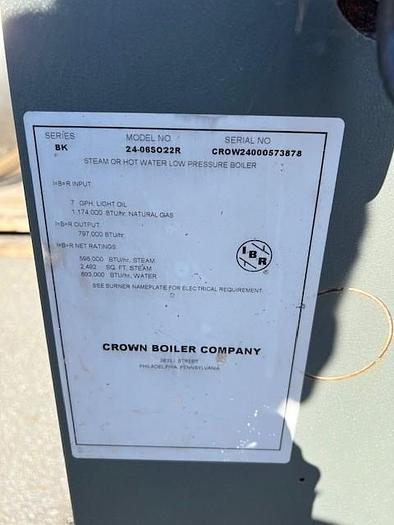 SERIES MODEL NO. SERIAL NO
BK 24-06SO22R CROW24000573878
STEAM OR HOT WATER LOW PRESSURE BOILER
I=B=R INPUT
7 GPH, LIGHT OIL
1,174,000 BTU/hr, NATURAL GAS
I=B=R OUTPUT
797,000 BTU/hr.
I=B=R NET RATINGS
598,000 BTU/hr, STEAM
2,492 SQ. FT. STEAM
693,000 BTU/hr, WATER
SEE BURNER NAMEPLATE FOR ELECTRICAL REQUIREMENT.
I B R ®
CROWN BOILER COMPANY
STREET
PHILADELPHIA, PENNSYLVANIA